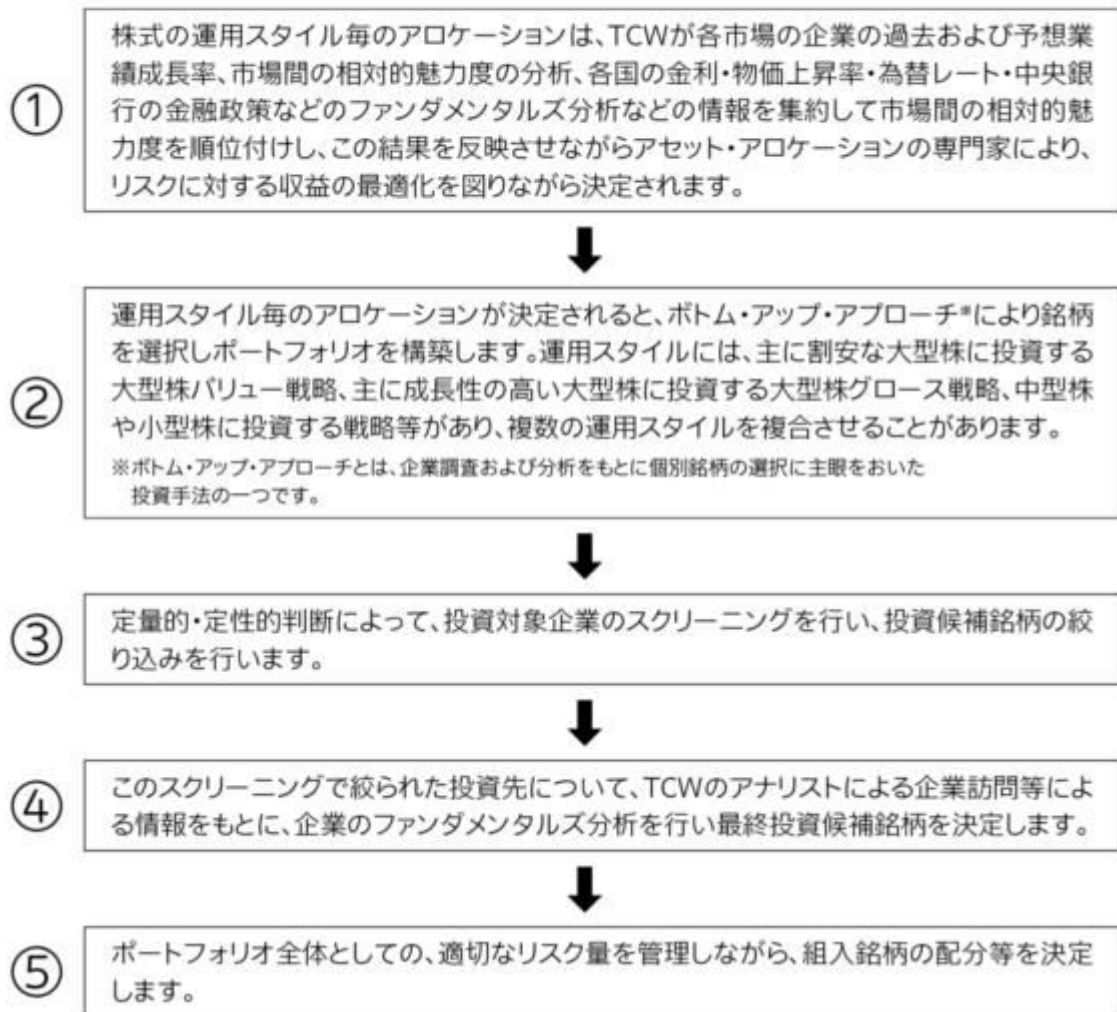 ①
株式の運用スタイル毎のアロケーションは、TCWが各市場の企業の過去および予想業
績成長率、市場間の相対的魅力度の分析、各国の金利・物価上昇率・為替レート・中央銀
行の金融政策などのファンダメンタルズ分析などの情報を集約して市場間の相対的魅
力度を順位付けし、この結果を反映させながらアセット・アロケーションの専門家により、
リスクに対する収益の最適化を図りながら決定されます。
②
運用スタイル毎のアロケーションが決定されると、ボトム・アップ・アプローチ※により銘柄
を選択しポートフォリオを構築します。運用スタイルには、主に割安な大型株に投資する
大型株バリュー戦略、主に成長性の高い大型株に投資する大型株グロース戦略、中型株
や小型株に投資する戦略等があり、複数の運用スタイルを複合させることがあります。
※ボトム・アップ・アプローチとは、企業調査および分析をもとに個別銘柄の選択に主眼をおいた
投資手法の一つです。
③
定量的・定性的判断によって、投資対象企業のスクリーニングを行い、投資候補銘柄の絞
り込みを行います。
④
このスクリーニングで絞られた投資先について、TCWのアナリストによる企業訪問等によ
る情報をもとに、企業のファンダメンタルズ分析を行い最終投資候補銘柄を決定します。
⑤
ポートフォリオ全体としての、適切なリスク量を管理しながら、組入銘柄の配分等を決定
します。